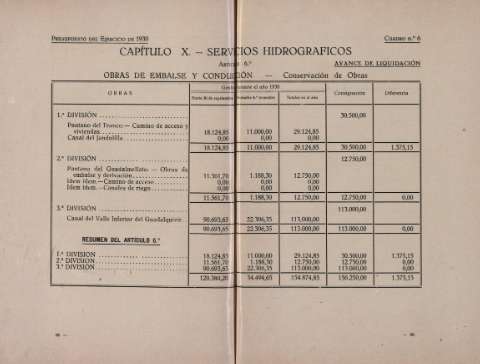 PRESUPUESTO DEL EJERCICIO DE 1930 CUADRO N.º 6
CAPÍTULO X. — SERVICIOS HIDROGRAFICOS
ARTÍCULO 6.º AVANCE DE LIQUIDACIÓN
OBRAS DE EMBALSE Y CONDUCCIÓN — Conservación de Obras
OBRAS Gastos durante el año 1930 Consignación Diferencia
Hasta 30 de septiembre Totales en el año
1.ª DIVISIÓN 30.500,00
Pantano del Tranco.— Camino de acceso y
viviendas 18.124,85 11.000,00 29.124,85
Canal del Jandulilla 0,00 0,00 0,00
18.124,85 11.000,00 29.124,85 30.500,00 1.375,15
2.ª DIVISIÓN 12.750,00
Pantano del Guadalmellato.— Obras de
embalse y derivación 11.561,70 1.188,30 12.750,00
Idem idem.—Camino de acceso 0,00 0,00 0,00
Idem idem.—Canales de riego 0,00 0,00 0,00
11.561,70 1.188,30 12.750,00 12.750,00 0,00
3.ª DIVISIÓN 113.000,00
Canal del Valle Inferior del Guadalquivir 90.693,65 22.306,35 113.000,00
90.693,65 22.306,35 113.000,00 113.000,00 0,00
RESUMEN DEL ARTÍCULO 6.º
1.ª DIVISIÓN 18.124,85 11.000,00 29.124,85 30.500,00 1.375,15
2.ª DIVISIÓN 11.561,70 1.188,30 12.750,00 12.750,00 0,00
3.ª DIVISIÓN 90.693,65 22.306,35 113.000,00 113.000,00 0,00
120.380,20 34.494,65 154.874,85 156.250,00 1.375,15